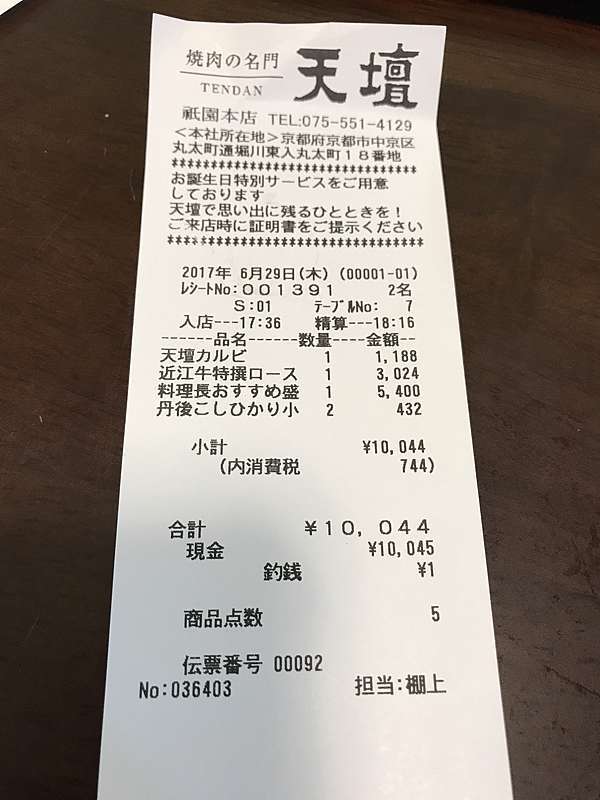 焼肉の名門
TENDAN
天壇
祇園本店 TEL:075-551-4129
＜本社所在地＞京都府京都市中京区
丸太町通堀川東入丸太町１８番地
********************************
お誕生日特別サービスをご用意
しております
天壇で思い出に残るひとときを！
ご来店時に証明書をご提示ください
********************************
2017年 6月29日(木) (00001-01)
ﾚｼｰﾄNo:００１３９１ 2名
S:01 ﾃｰﾌﾞﾙNo: 7
入店---17:36 精算---18:16
------品名------数量----金額--
天壇カルビ 1 1,188
近江牛特撰ロース 1 3,024
料理長おすすめ盛 1 5,400
丹後こしひかり小 2 432
小計 ¥10,044
(内消費税 744)
合計 ￥１０，０４４
現金 ¥10,045
釣銭 ¥1
商品点数 5
伝票番号 00092
No:036403 担当:棚上